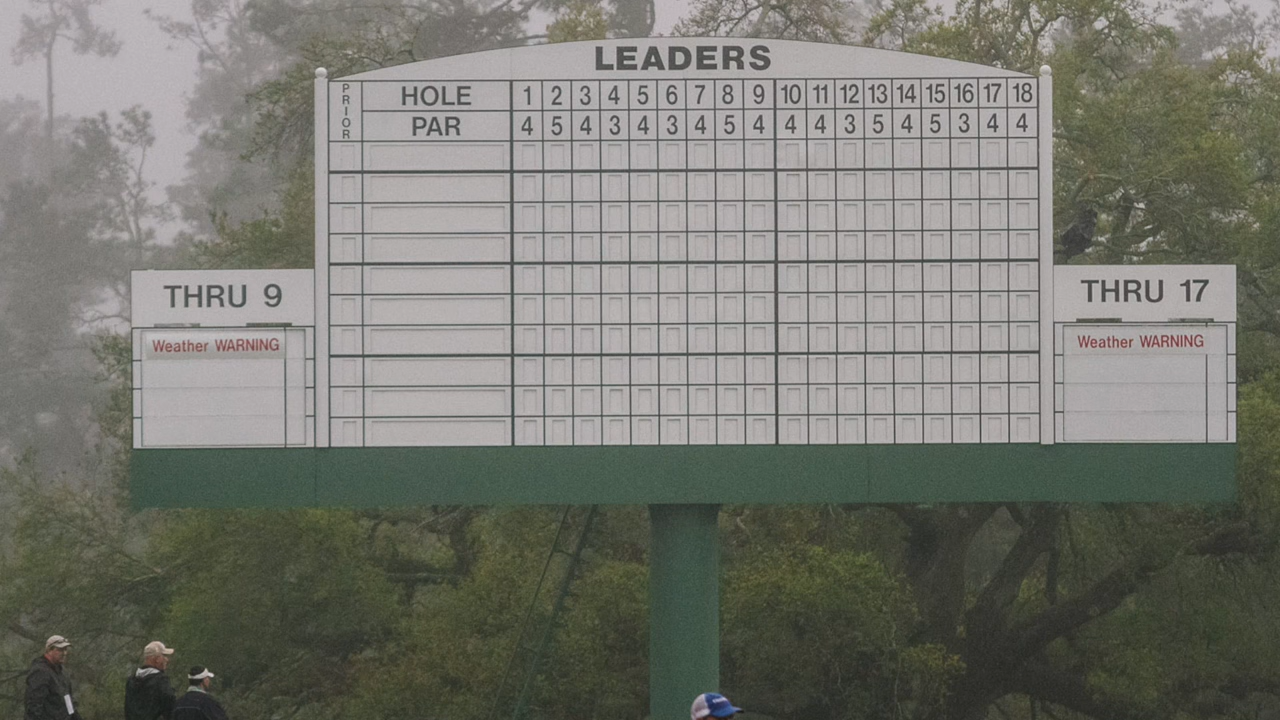 LEADERS
PRIOR
HOLE 1 2 3 4 5 6 7 8 9 10 11 12 13 14 15 16 17 18
PAR 4 5 4 3 4 3 4 5 4 4 4 3 5 4 5 3 4 4
THRU 9
Weather WARNING
THRU 17
Weather WARNING